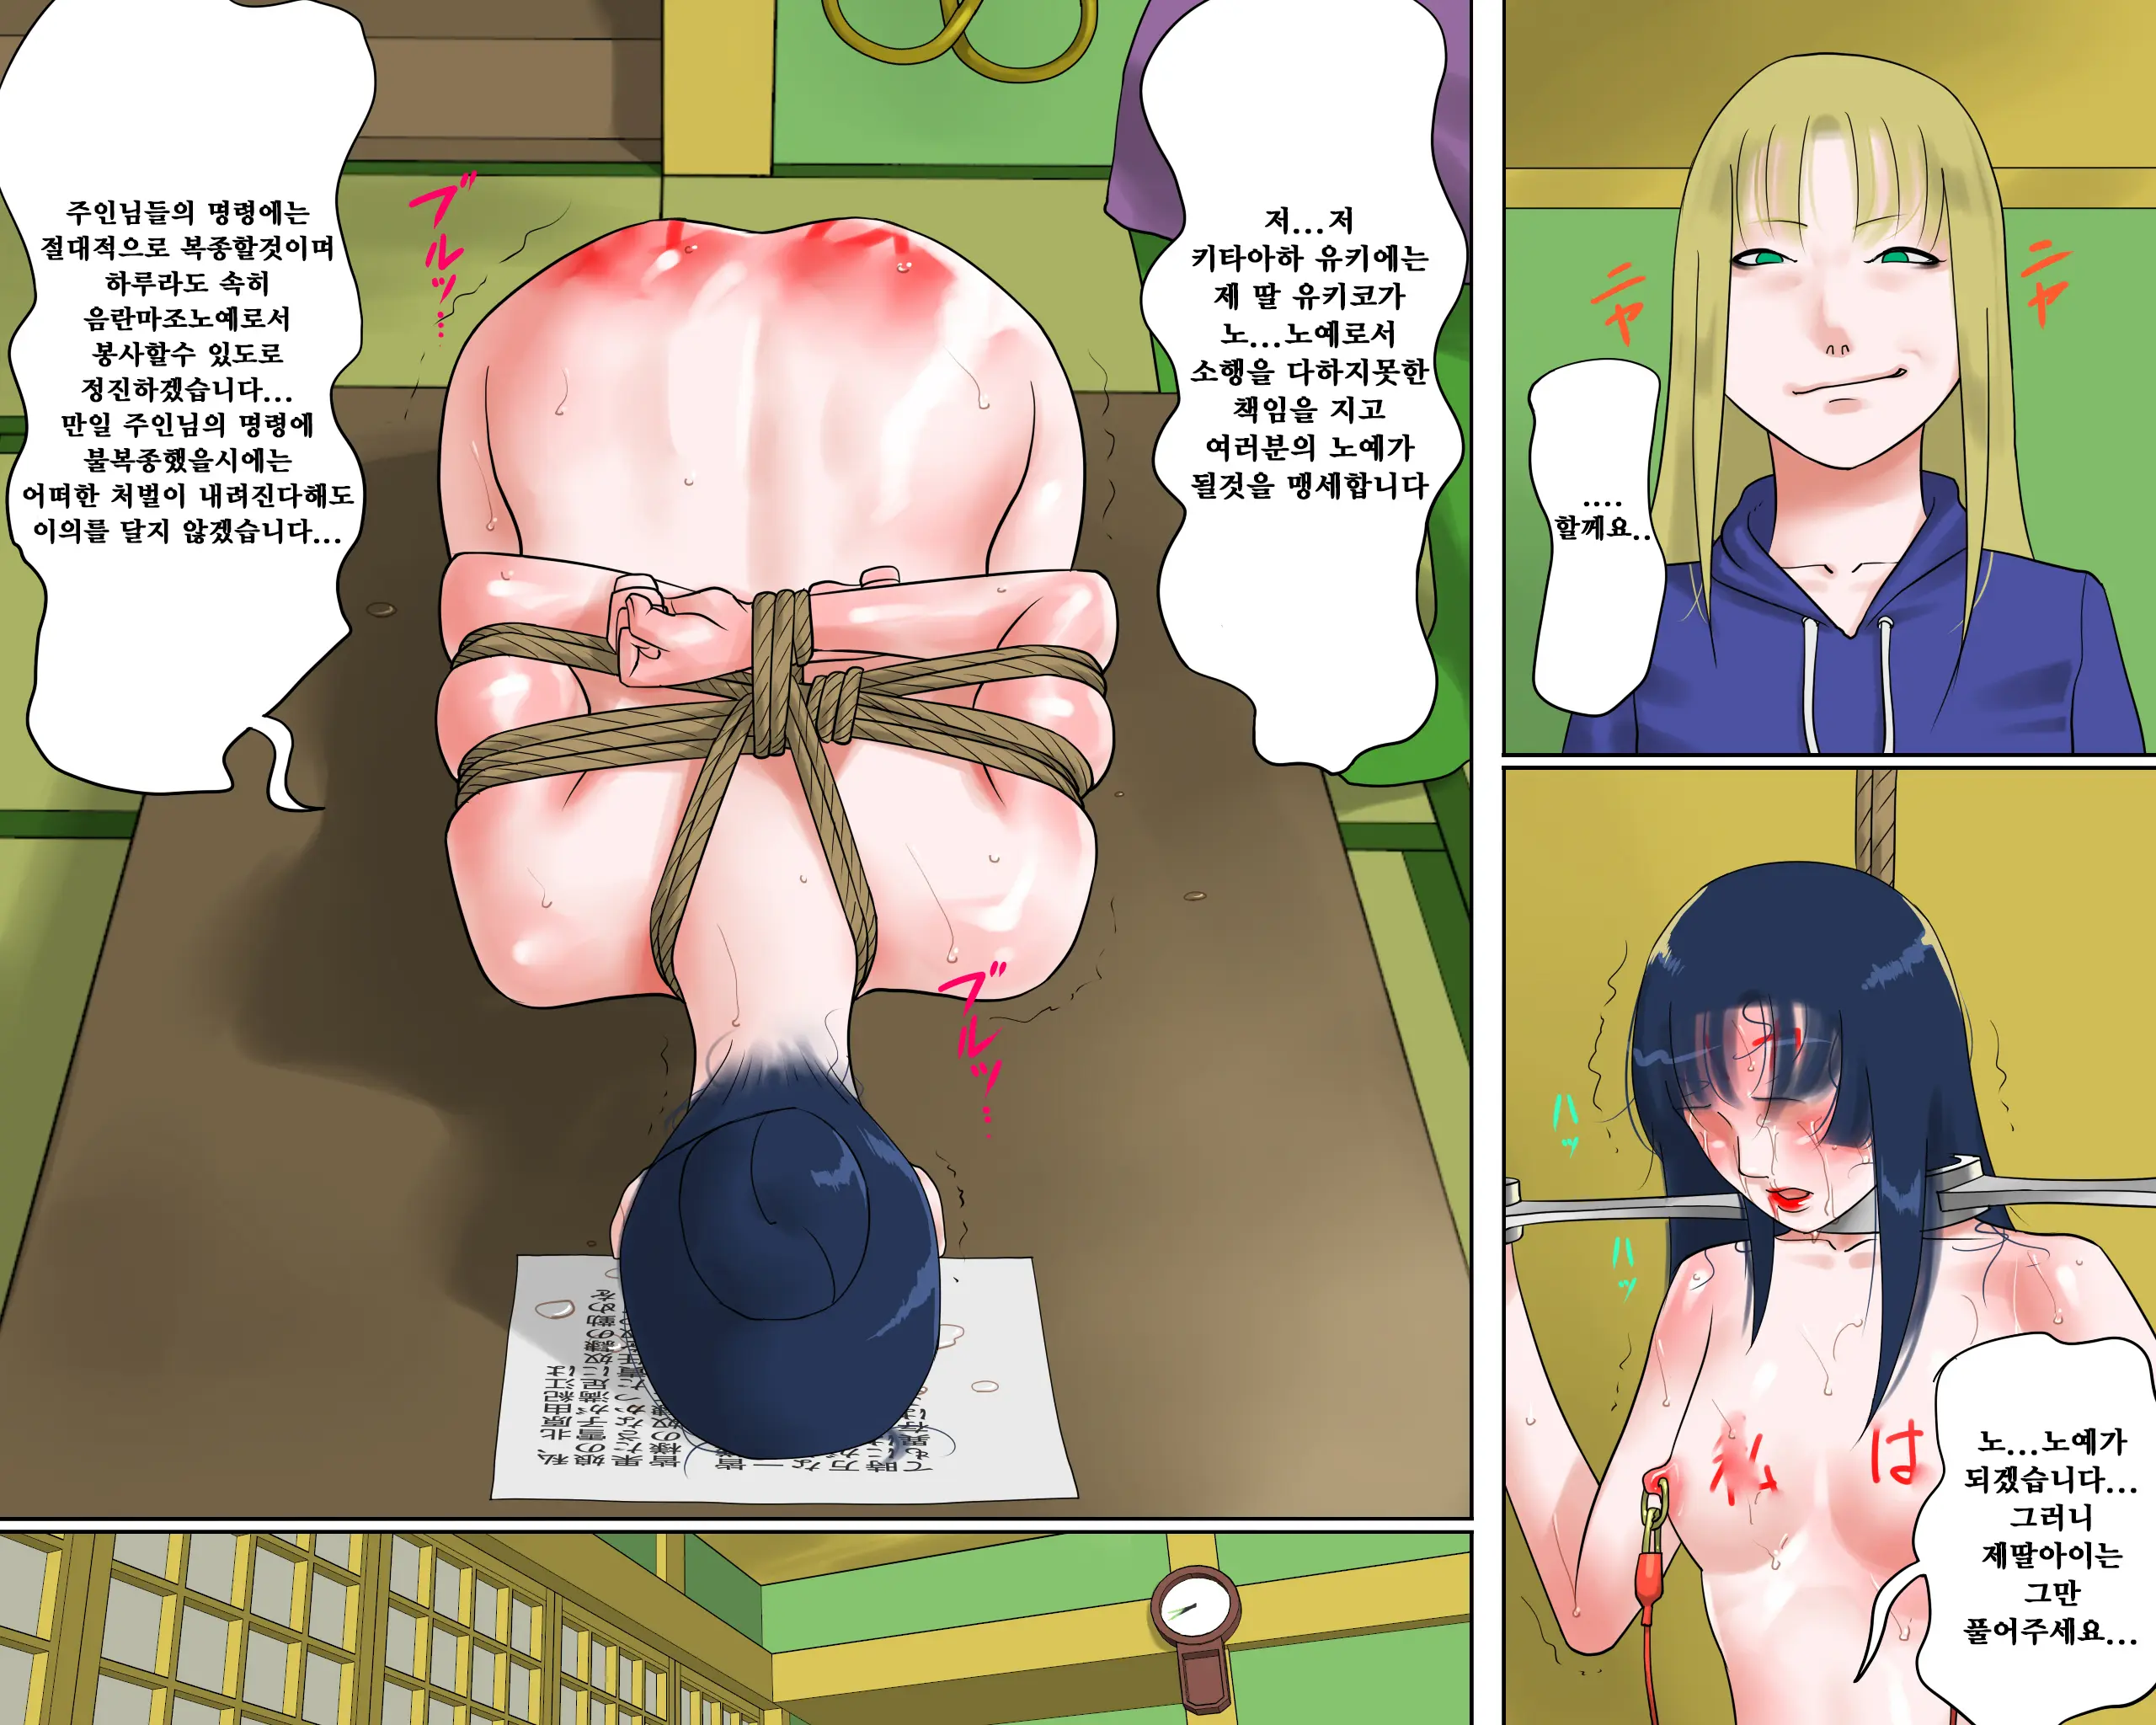 ....
할께요..
ニヤ
ニヤ
노...노예가
되겠습니다...
그러니
제딸아이는
그만
풀어주세요...
ハッ
ハッ
私
は
저...저
키타아하 유키에는
제 딸 유키코가
노...노예로서
소행을 다하지못한
책임을 지고
여러분의 노예가
될것을 맹세합니다
주인님들의 명령에는
절대적으로 복종할것이며
하루라도 속히
음란마조노예로서
봉사할수 있도로
정진하겠습니다...
만일 주인님의 명령에
불복종했을시에는
어떠한 처벌이 내려진다해도
이의를 달지 않겠습니다...
ブルッ...
ブルッ...
私 北原由紀江は